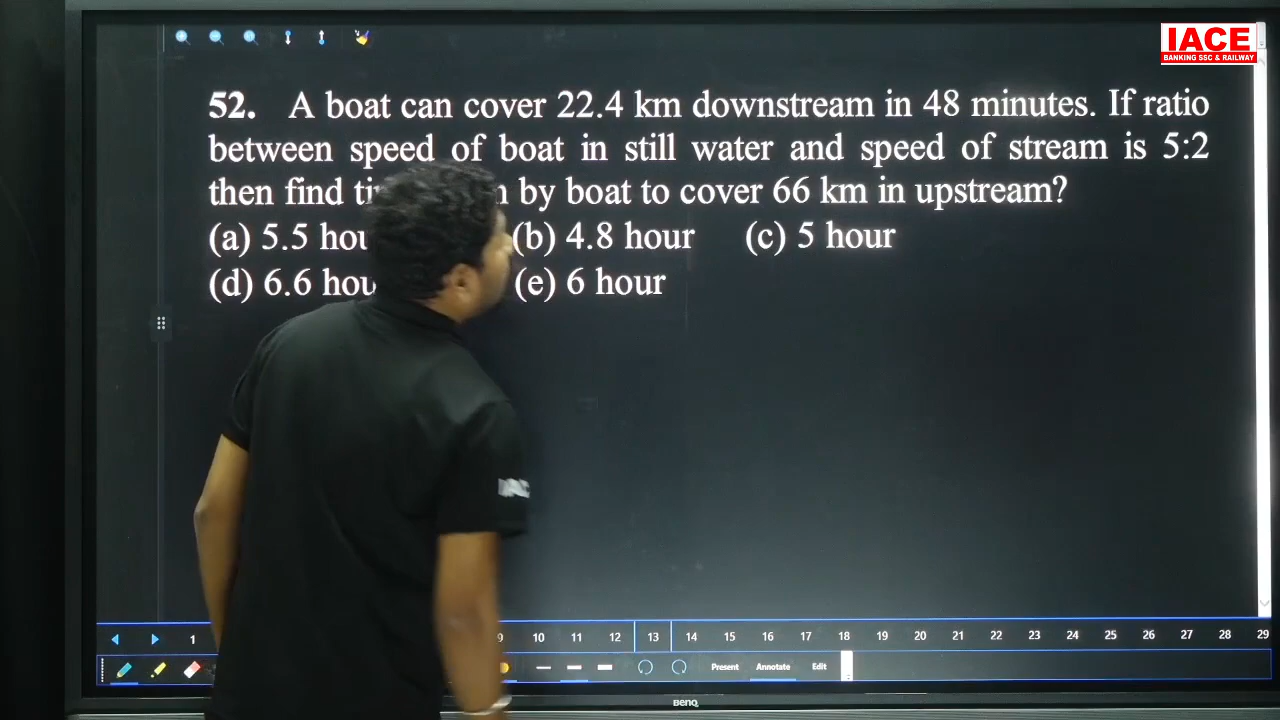 IACE
BANKING SSC & RAILWAY
52. A boat can cover 22.4 km downstream in 48 minutes. If ratio
between speed of boat in still water and speed of stream is 5:2
then find by boat to cover 66 km in upstream?
(a) 5.5 (b) 4.8 hour (c) 5 hour
(d) 6.6 (e) 6 hour
1 9 10 11 12 13 14 15 16 17 18 19 20 21 22 23 24 25 26 27 28 29
Present Annotate Edit
BenQ